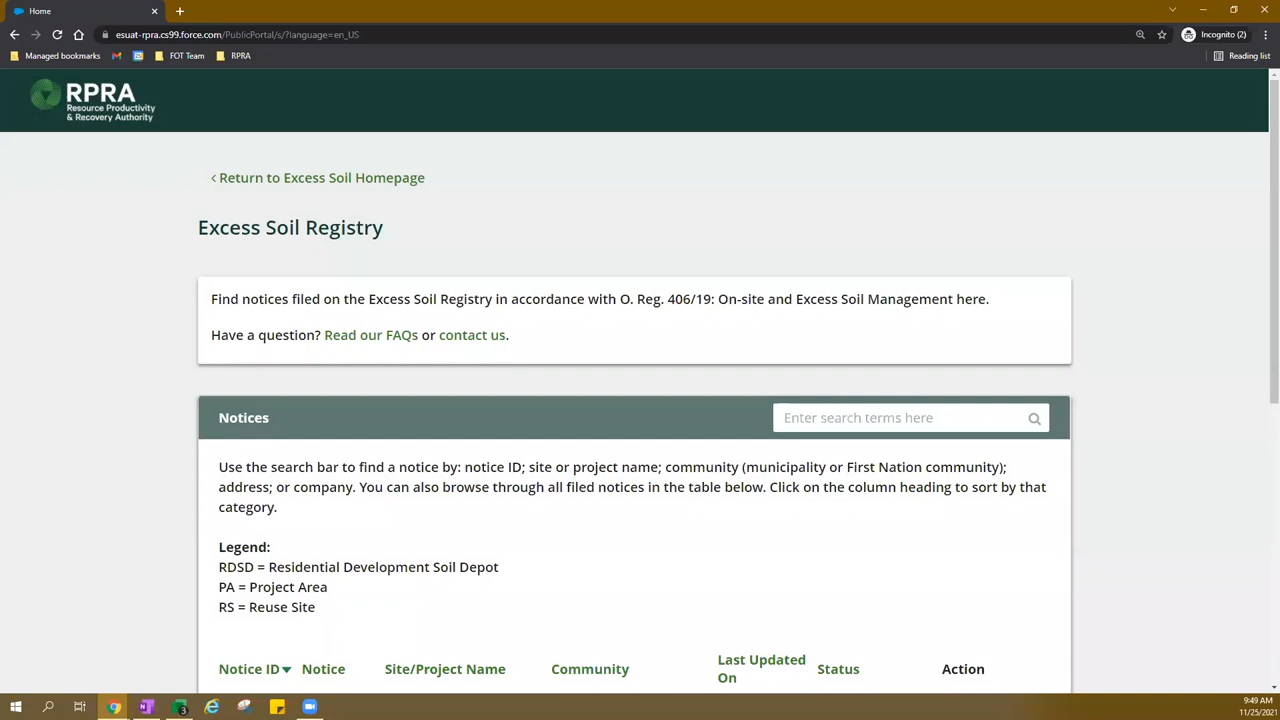 Home
esuat-rpra.cs99.force.com/PublicPortal/s/?language=en_US
Incognito (2)
Managed bookmarks
FOT Team
RPRA
Reading list
RPRA
Resource Productivity
& Recovery Authority
< Return to Excess Soil Homepage
Excess Soil Registry
Find notices filed on the Excess Soil Registry in accordance with O. Reg. 406/19: On-site and Excess Soil Management here.
Have a question? Read our FAQs or contact us.
Notices
Enter search terms here
Use the search bar to find a notice by: notice ID; site or project name; community (municipality or First Nation community);
address; or company. You can also browse through all filed notices in the table below. Click on the column heading to sort by that
category.
Legend:
RDSD = Residential Development Soil Depot
PA = Project Area
RS = Reuse Site
Notice ID Notice Site/Project Name Community Last Updated On Status Action
3
9:49 AM
11/25/2021